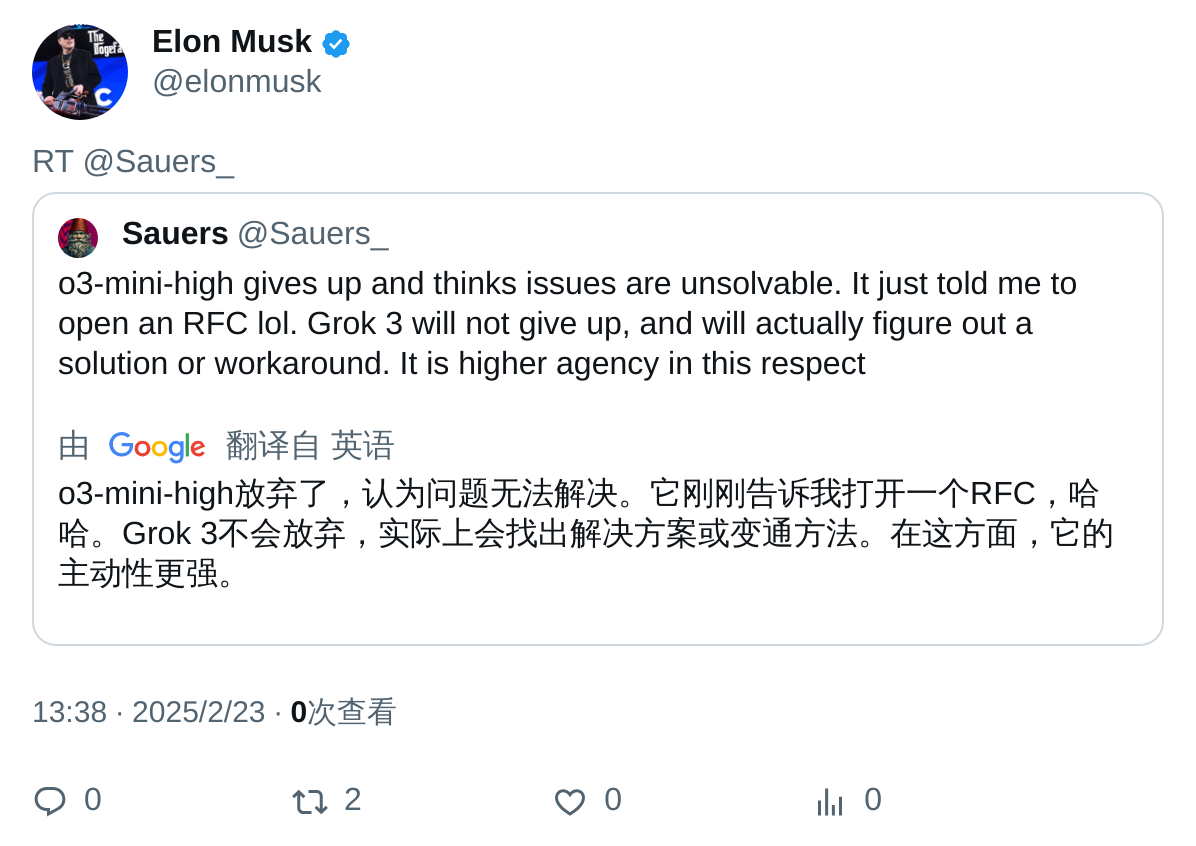 The
Dogefa
C
Elon Musk
@elonmusk
RT @Sauers_
Sauers @Sauers_
o3-mini-high gives up and thinks issues are unsolvable. It just told me to
open an RFC lol. Grok 3 will not give up, and will actually figure out a
solution or workaround. It is higher agency in this respect
由 Google 翻译自 英语
o3-mini-high放弃了，认为问题无法解决。它刚刚告诉我打开一个RFC，哈
哈。Grok 3不会放弃，实际上会找出解决方案或变通方法。在这方面，它的
主动性更强。
13:38 · 2025/2/23 · 0次查看
0 2 0 0